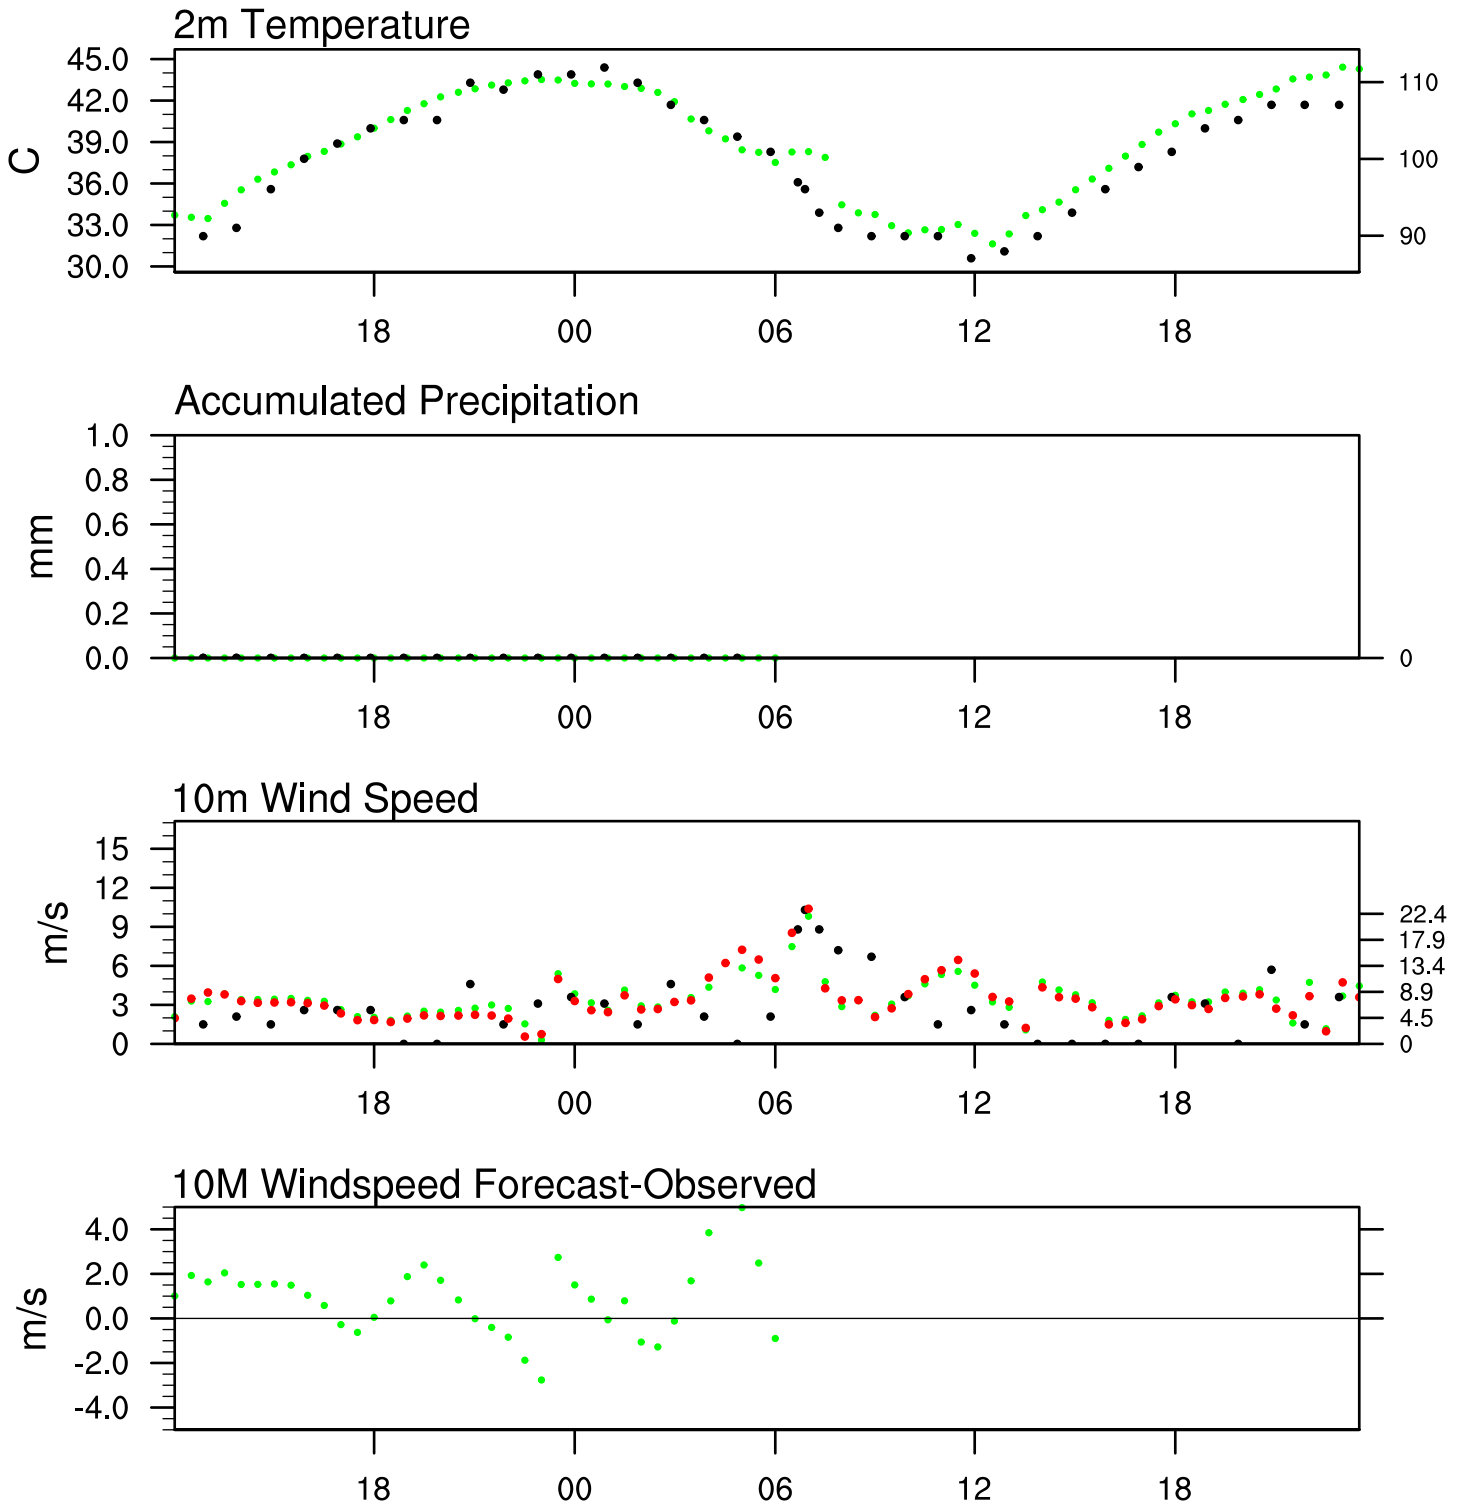 2m Temperature
45.0
42.0
39.0
36.0
33.0
30.0
C
110
100
90
18 00 06 12 18
Accumulated Precipitation
1.0
0.8
0.6
0.4
0.2
0.0
mm
0
18 00 06 12 18
10m Wind Speed
15
12
9
6
3
0
m/s
22.4
17.9
13.4
8.9
4.5
0
18 00 06 12 18
10M Windspeed Forecast-Observed
4.0
2.0
0.0
-2.0
-4.0
m/s
18 00 06 12 18